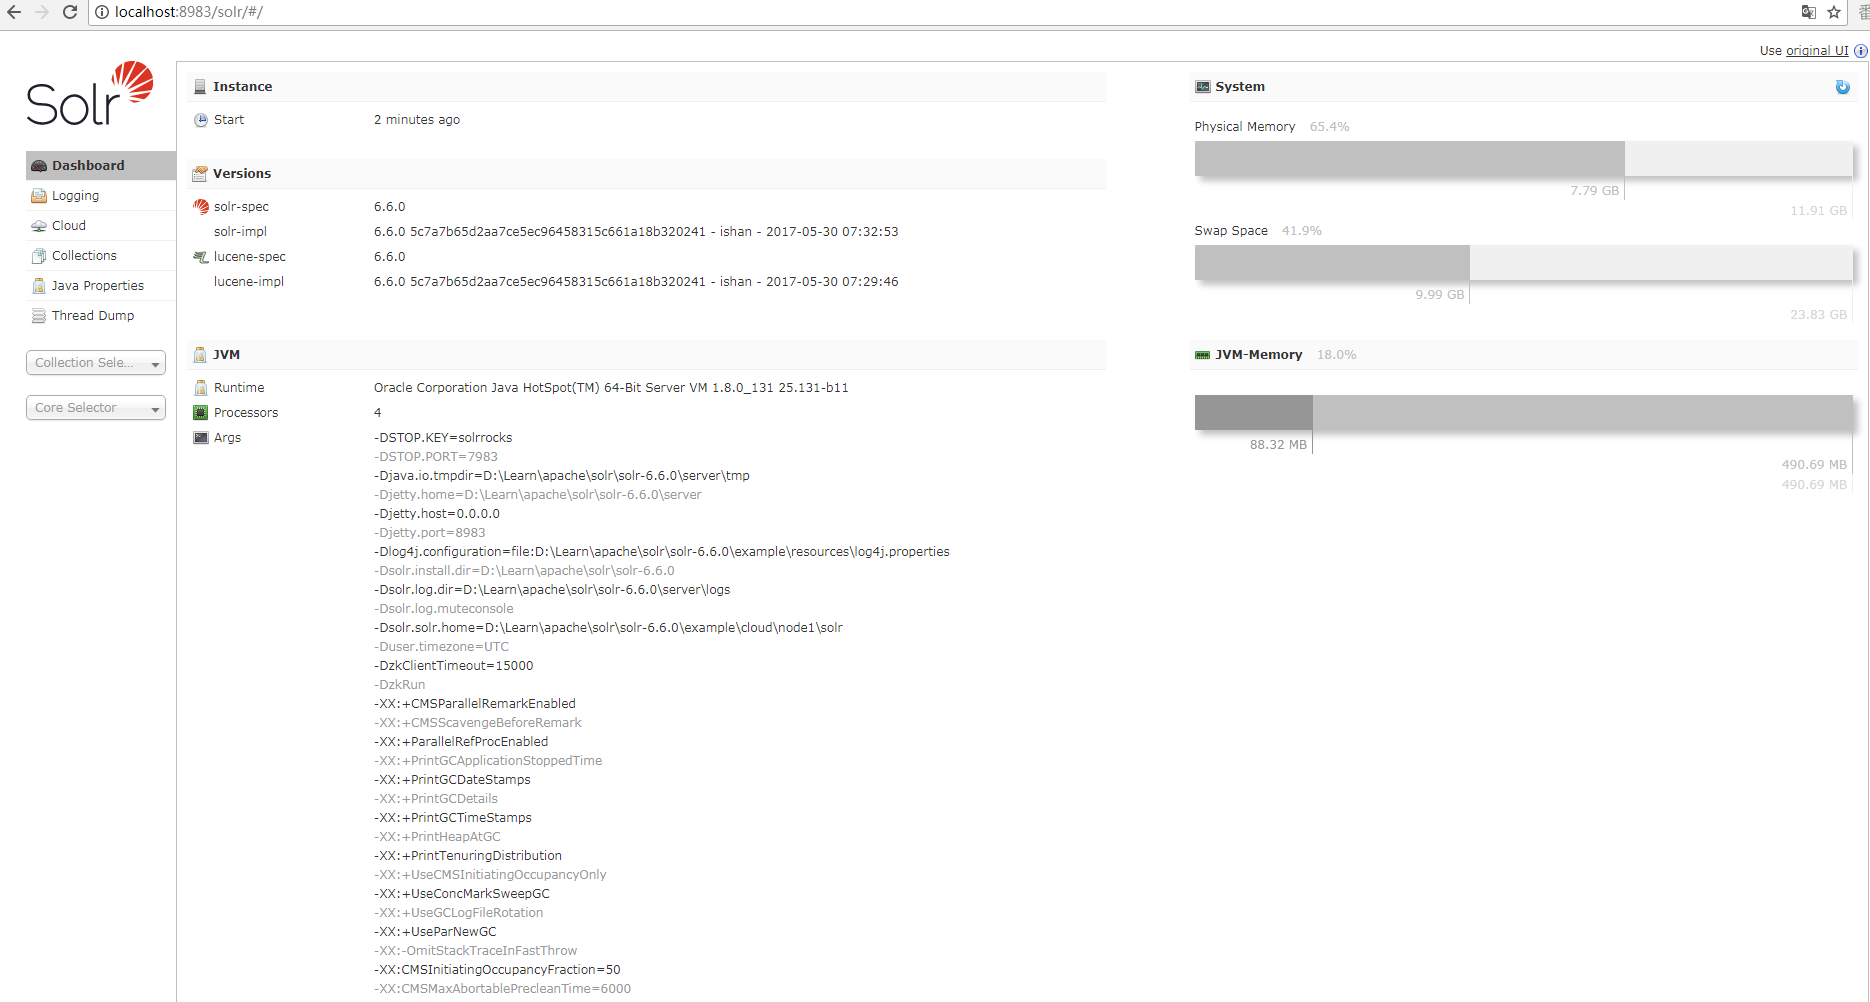 localhost:8983/solr/#/
Use original UI
Solr
Dashboard
Logging
Cloud
Collections
Java Properties
Thread Dump
Collection Sele...
Core Selector
Instance
Start 2 minutes ago
Versions
solr-spec 6.6.0
solr-impl 6.6.0 5c7a7b65d2aa7ce5ec96458315c661a18b320241 - ishan - 2017-05-30 07:32:53
lucene-spec 6.6.0
lucene-impl 6.6.0 5c7a7b65d2aa7ce5ec96458315c661a18b320241 - ishan - 2017-05-30 07:29:46
JVM
Runtime Oracle Corporation Java HotSpot(TM) 64-Bit Server VM 1.8.0_131 25.131-b11
Processors 4
Args -DSTOP.KEY=solrrocks
-DSTOP.PORT=7983
-Djava.io.tmpdir=D:\Learn\apache\solr\solr-6.6.0\server\tmp
-Djetty.home=D:\Learn\apache\solr\solr-6.6.0\server
-Djetty.host=0.0.0.0
-Djetty.port=8983
-Dlog4j.configuration=file:D:\Learn\apache\solr\solr-6.6.0\example\resources\log4j.properties
-Dsolr.install.dir=D:\Learn\apache\solr\solr-6.6.0
-Dsolr.log.dir=D:\Learn\apache\solr\solr-6.6.0\server\logs
-Dsolr.log.muteconsole
-Dsolr.solr.home=D:\Learn\apache\solr\solr-6.6.0\example\cloud\node1\solr
-Duser.timezone=UTC
-DzkClientTimeout=15000
-DzkRun
-XX:+CMSParallelRemarkEnabled
-XX:+CMSScavengeBeforeRemark
-XX:+ParallelRefProcEnabled
-XX:+PrintGCApplicationStoppedTime
-XX:+PrintGCDateStamps
-XX:+PrintGCDetails
-XX:+PrintGCTimeStamps
-XX:+PrintHeapAtGC
-XX:+PrintTenuringDistribution
-XX:+UseCMSInitiatingOccupancyOnly
-XX:+UseConcMarkSweepGC
-XX:+UseGCLogFileRotation
-XX:+UseParNewGC
-XX:-OmitStackTraceInFastThrow
-XX:CMSInitiatingOccupancyFraction=50
-XX:CMSMaxAbortablePrecleanTime=6000
System
Physical Memory 65.4%
7.79 GB
11.91 GB
Swap Space 41.9%
9.99 GB
23.83 GB
JVM-Memory 18.0%
88.32 MB
490.69 MB
490.69 MB